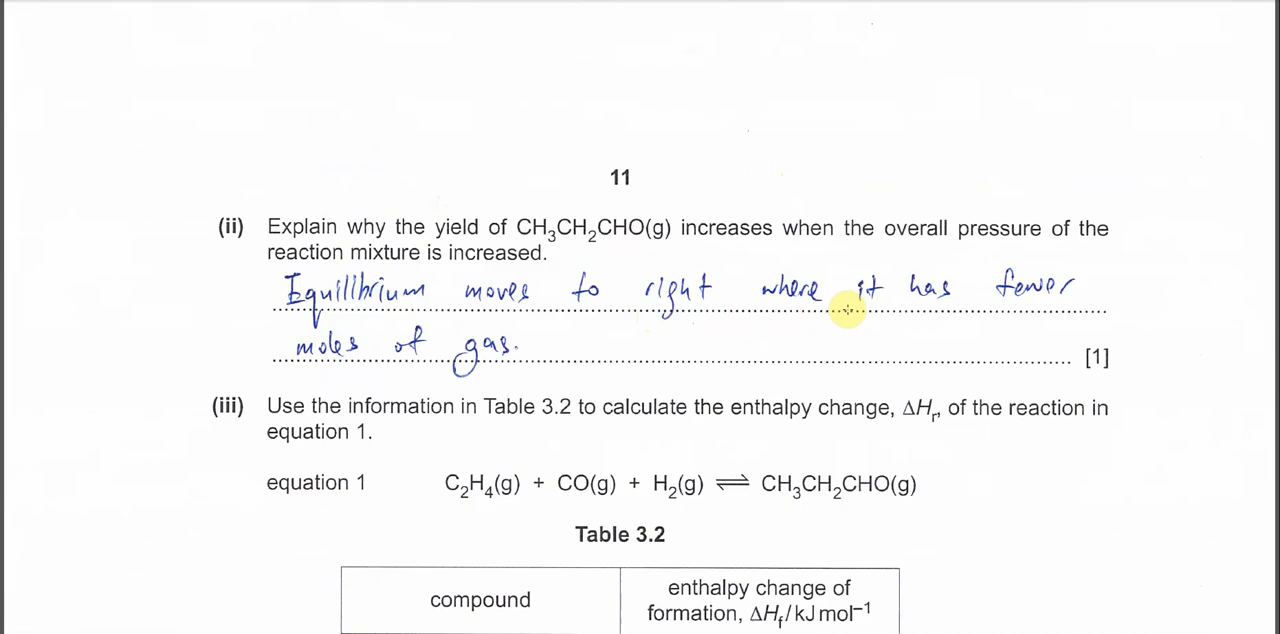 11
(ii) Explain why the yield of CH₃CH₂CHO(g) increases when the overall pressure of the
reaction mixture is increased.
Equilibrium moves to right where it has fewer
moles of gas.
[1]
(iii) Use the information in Table 3.2 to calculate the enthalpy change, ΔHᵣ, of the reaction in
equation 1.
equation 1 C₂H₄(g) + CO(g) + H₂(g) ⇌ CH₃CH₂CHO(g)
Table 3.2
compound
enthalpy change of
formation, ΔH_f / kJ mol⁻¹